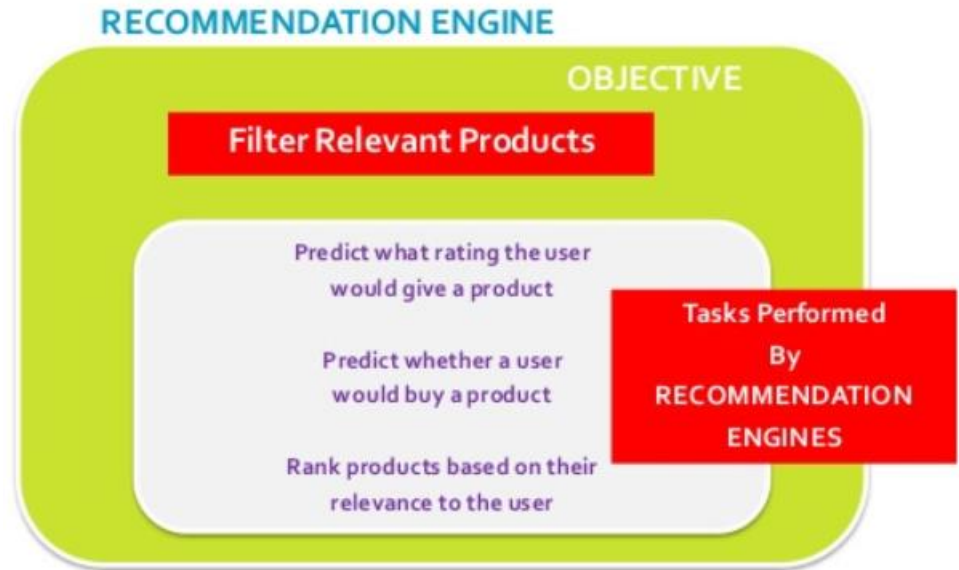 RECOMMENDATION ENGINE
OBJECTIVE
Filter Relevant Products
Predict what rating the user
would give a product
Predict whether a user
would buy a product
Rank products based on their
relevance to the user
Tasks Performed
By
RECOMMENDATION
ENGINES